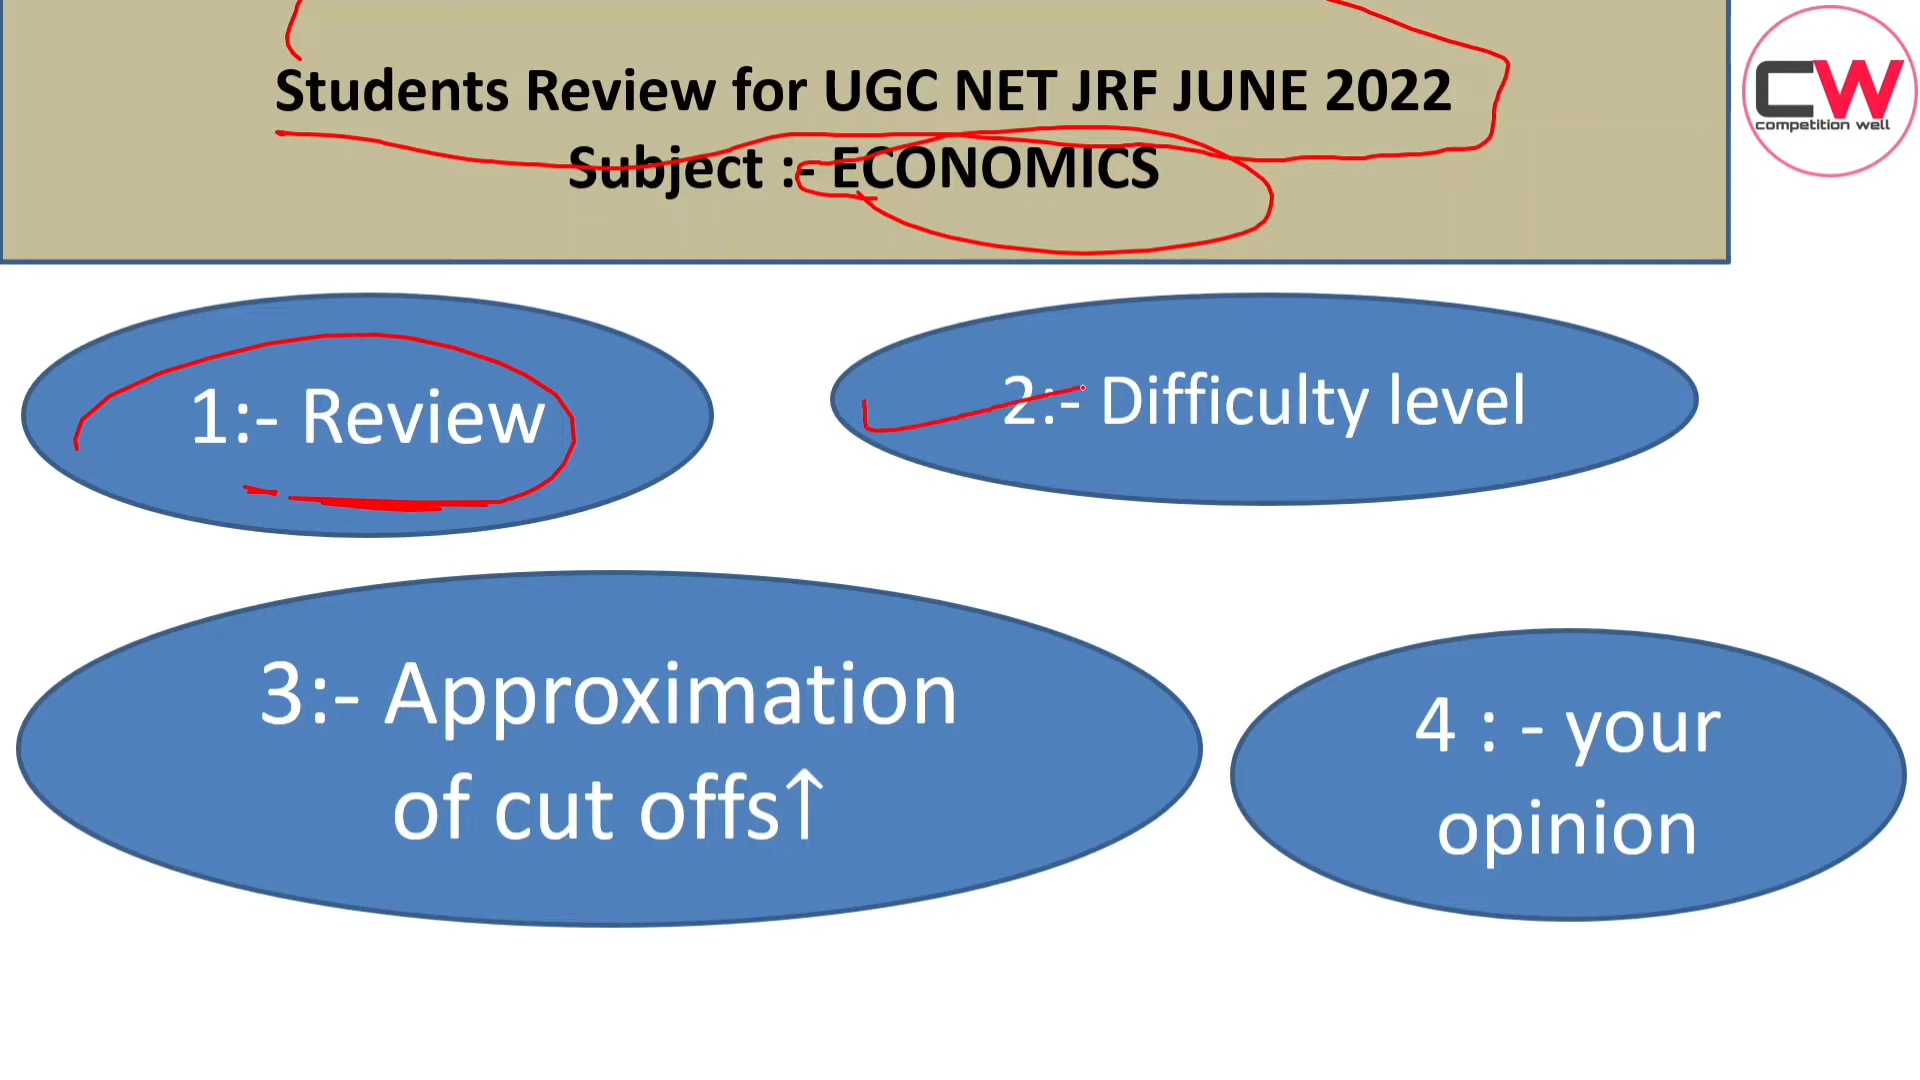 Students Review for UGC NET JRF JUNE 2022
Subject :- ECONOMICS
CW
competition well
1:- Review
2:- Difficulty level
3:- Approximation
of cut offs↑
4 : - your
opinion